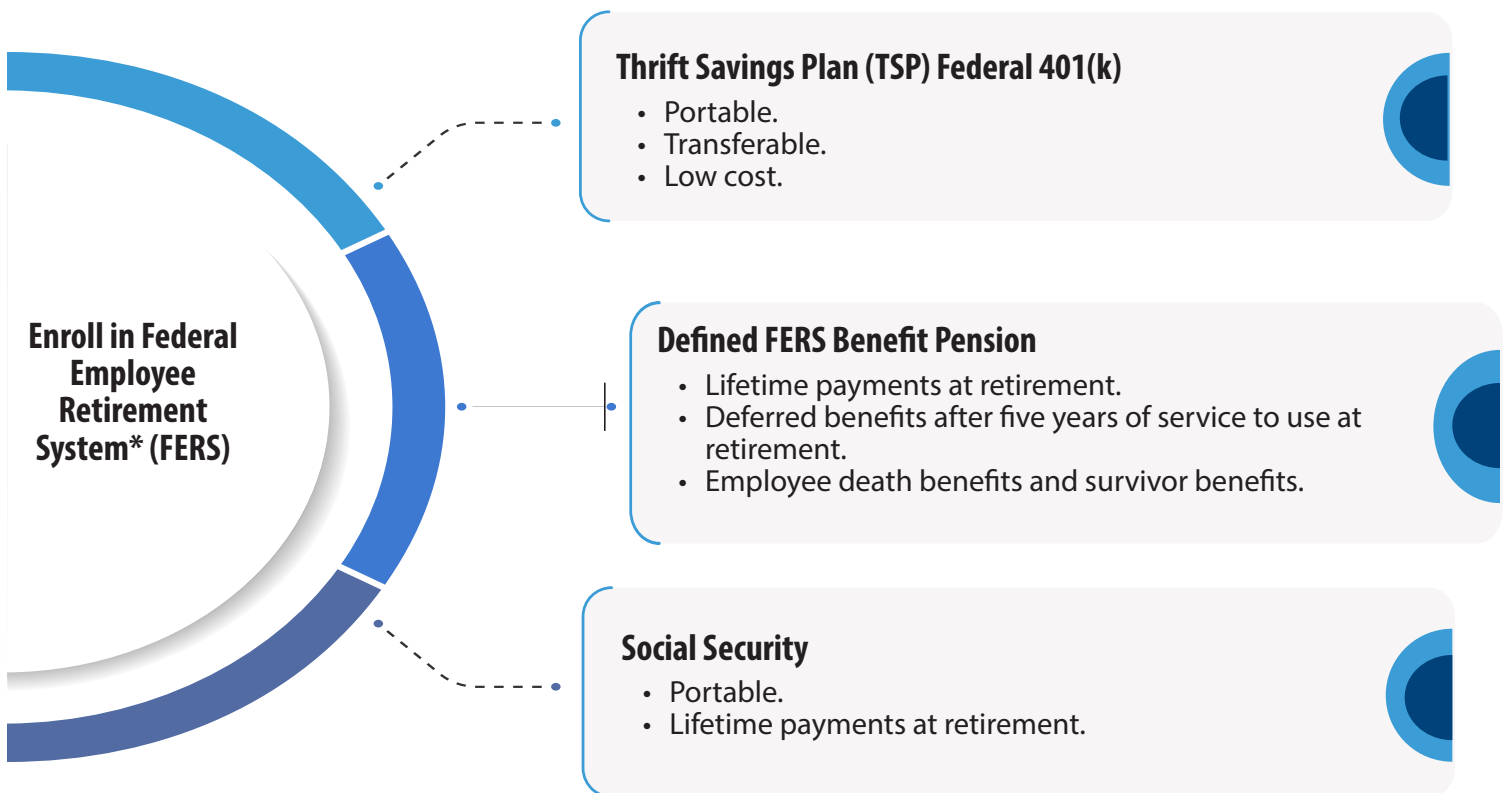 Enroll in Federal
Employee
Retirement
System* (FERS)
Thrift Savings Plan (TSP) Federal 401(k)
• Portable.
• Transferable.
• Low cost.
Defined FERS Benefit Pension
• Lifetime payments at retirement.
• Deferred benefits after five years of service to use at
retirement.
• Employee death benefits and survivor benefits.
Social Security
• Portable.
• Lifetime payments at retirement.